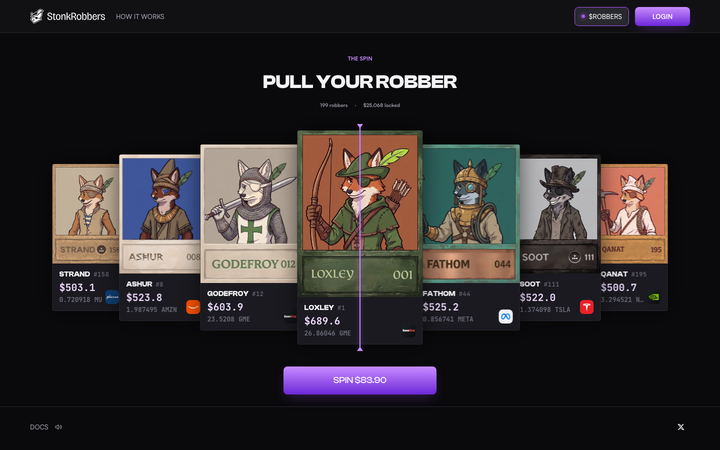 StonkRobbers
HOW IT WORKS
$ROBBERS
LOGIN
THE SPIN
PULL YOUR ROBBER
199 robbers · $25,068 locked
STRAND 158
STRAND #158
$503.1
0.720918 MU
ASHUR 008
ASHUR #8
$523.8
1.987495 AMZN
GODEFROY 012
GODEFROY #12
$603.9
23.5208 GME
LOXLEY 001
LOXLEY #1
$689.6
26.86046 GME
FATHOM 044
FATHOM #44
$525.2
0.856741 META
SOOT 111
SOOT #111
$522.0
1.374098 TSLA
QANAT 195
QANAT #195
$500.7
3.294521 N…
SPIN $83.90
DOCS